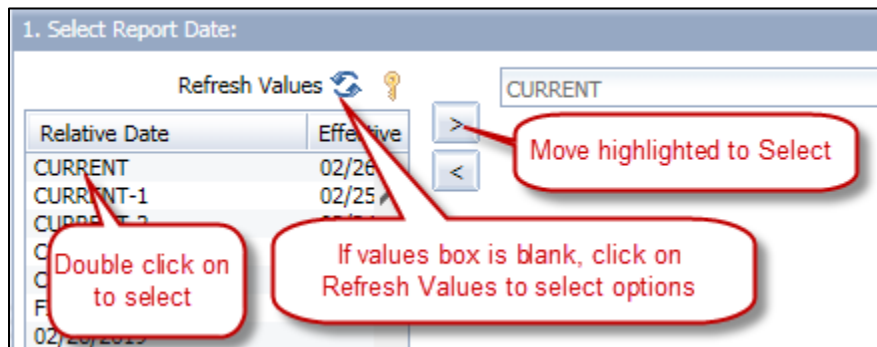 1. Select Report Date:
Refresh Values
CURRENT
Relative Date Effective
>
Move highlighted to Select
CURRENT 02/26
<
CURRENT-1 02/25
Double click on
to select
If values box is blank, click on
Refresh Values to select options